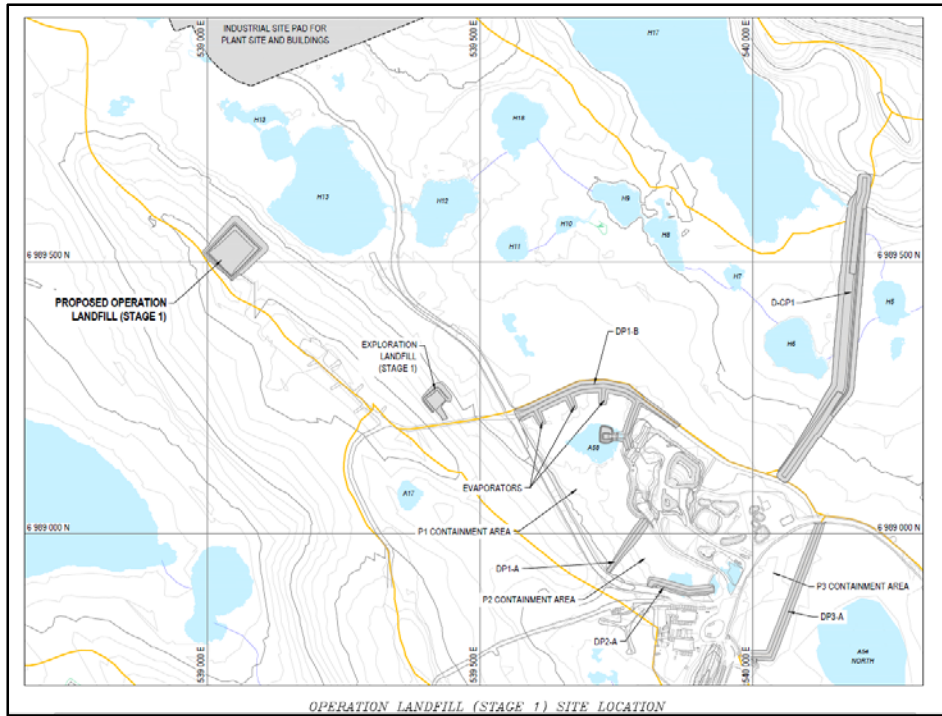 INDUSTRIAL SITE PAD FOR
PLANT SITE AND BUILDINGS
539 000 E
539 500 E
540 000 E
H17
H13
H18
H13
H12
H9
H10
H11
H8
H7
6 989 500 N
6 989 500 N
PROPOSED OPERATION
LANDFILL (STAGE 1)
D-CP1
H5
H6
EXPLORATION
LANDFILL
(STAGE 1)
DP1-B
A58
EVAPORATORS
A17
P1 CONTAINMENT AREA
6 989 000 N
6 989 000 N
DP1-A
P2 CONTAINMENT AREA
P3 CONTAINMENT AREA
DP2-A
DP3-A
A54
NORTH
539 000 E
539 500 E
540 000 E
OPERATION LANDFILL (STAGE 1) SITE LOCATION